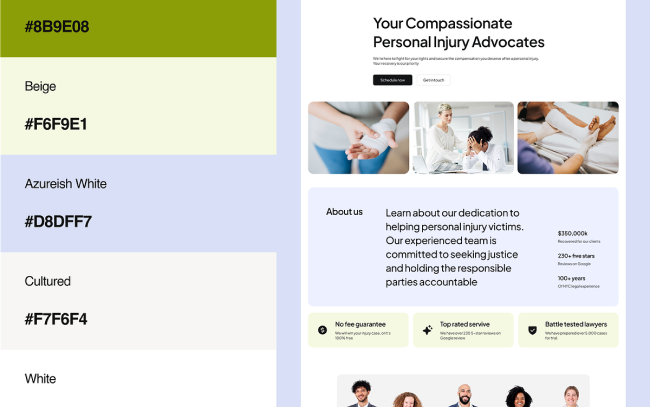 #8B9E08
Beige
#F6F9E1
Azureish White
#D8DFF7
Cultured
#F7F6F4
White
Your Compassionate
Personal Injury Advocates
We're here to fight for your rights and secure the compensation you deserve after a personal injury.
Your recovery is our priority
Schedule now
Get in touch
About us
Learn about our dedication to
helping personal injury victims.
Our experienced team is
committed to seeking justice
and holding the responsible
parties accountable
$350,000k
Recovered for our clients
230+ five stars
Reviews on Google
100+ years
Of NYC legal experience
No fee guarantee
We will win your injury case, or it's
100% free
Top rated servive
We have over 200 5-star reviews on
Google review
Battle tested lawyers
We have prepared over 5,000 cases
for trial